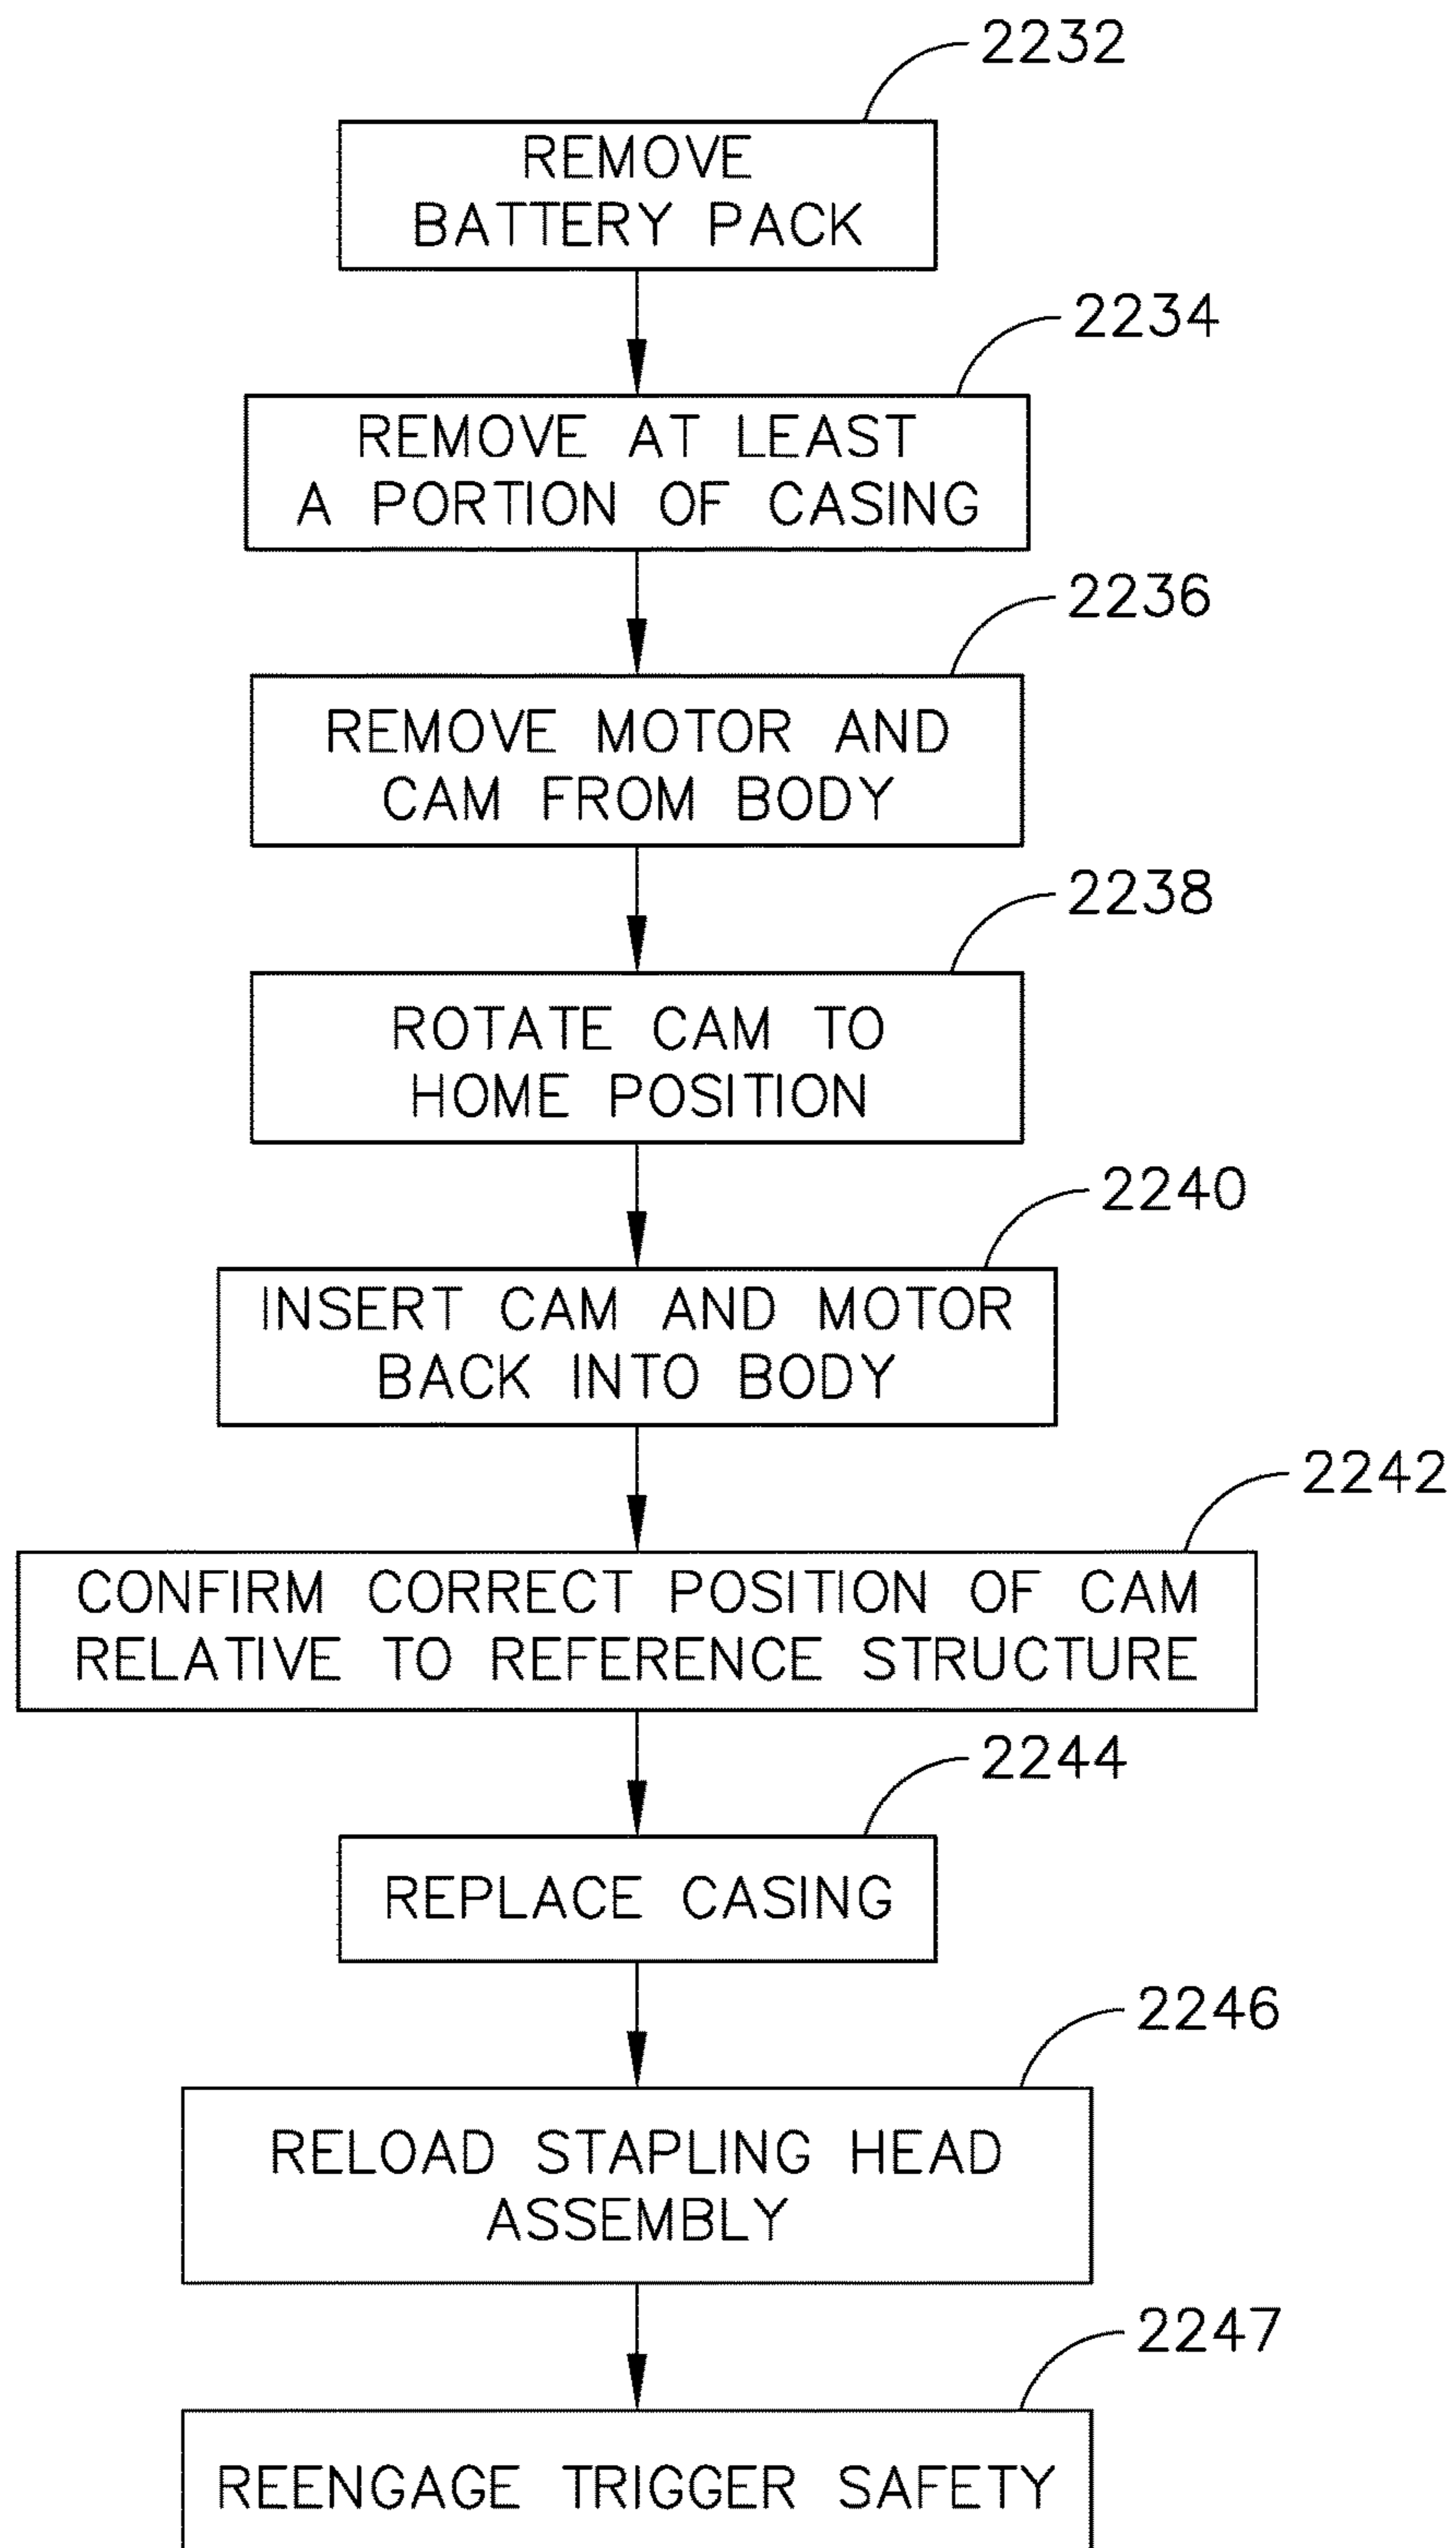 2232
REMOVE
BATTERY PACK
2234
REMOVE AT LEAST
A PORTION OF CASING
2236
REMOVE MOTOR AND
CAM FROM BODY
2238
ROTATE CAM TO
HOME POSITION
2240
INSERT CAM AND MOTOR
BACK INTO BODY
2242
CONFIRM CORRECT POSITION OF CAM
RELATIVE TO REFERENCE STRUCTURE
2244
REPLACE CASING
2246
RELOAD STAPLING HEAD
ASSEMBLY
2247
REENGAGE TRIGGER SAFETY